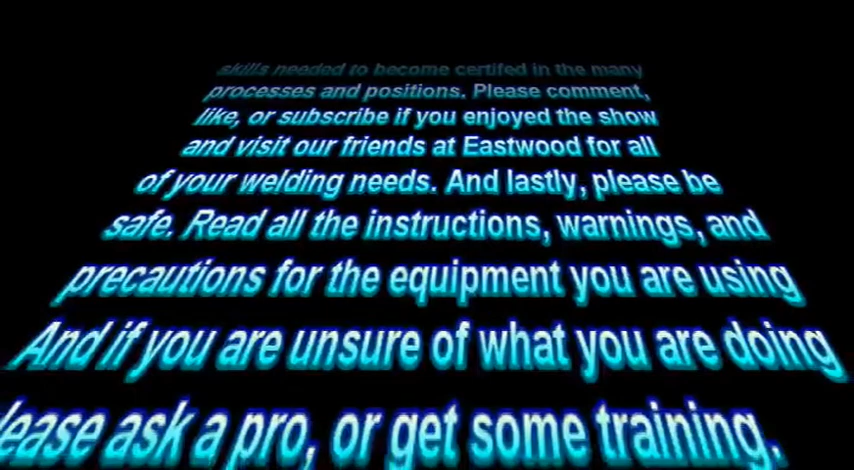 skills needed to become certifed in the many
processes and positions. Please comment,
like, or subscribe if you enjoyed the show
and visit our friends at Eastwood for all
of your welding needs. And lastly, please be
safe. Read all the instructions, warnings, and
precautions for the equipment you are using
And if you are unsure of what you are doing
lease ask a pro, or get some training.